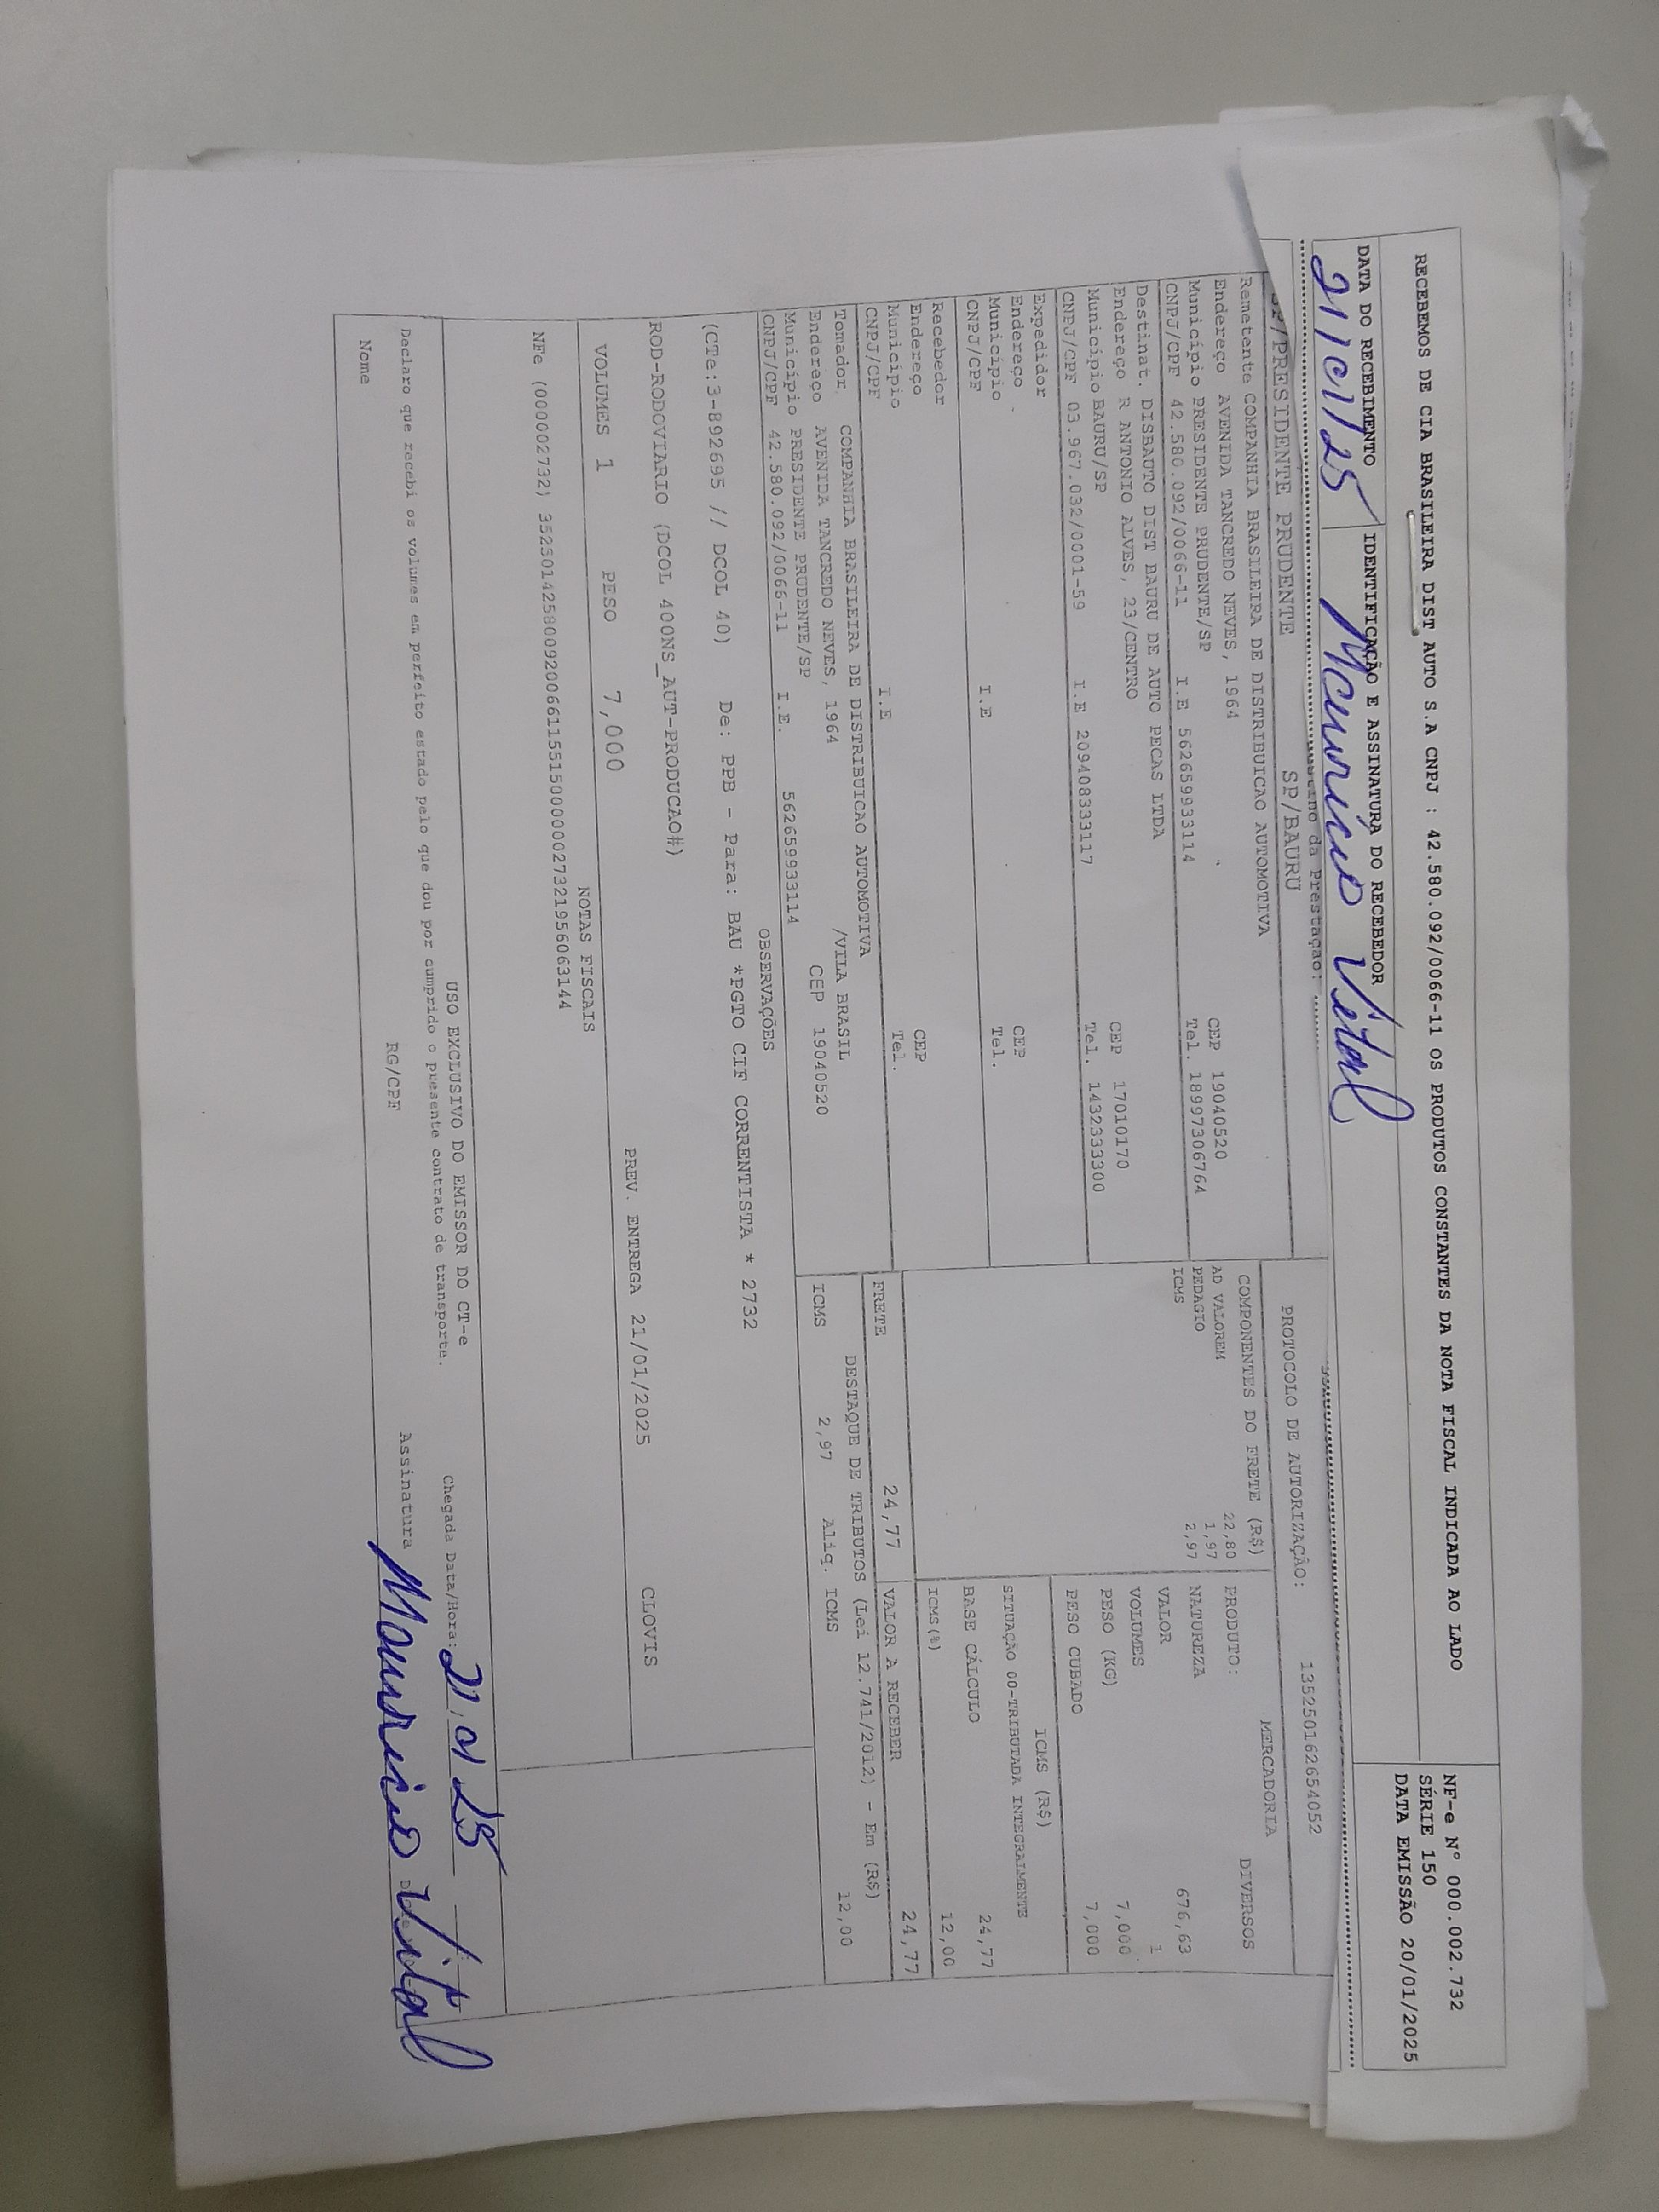 RECEBEMOS DE CIA BRASILEIRA DIST AUTO S.A CNPJ : 42.580.092/0066-11 OS PRODUTOS CONSTANTES DA NOTA FISCAL INDICADA AO LADO
NF-e Nº 000.002.732
SÉRIE 150
DATA EMISSÃO 20/01/2025
DATA DO RECEBIMENTO
21/01/25
IDENTIFICAÇÃO E ASSINATURA DO RECEBEDOR
Mauricio Vital
da Prestação:
SP/PRESIDENTE PRUDENTE SP/BAURU
PROTOCOLO DE AUTORIZAÇÃO: 135250162654052
Remetente COMPANHIA BRASILEIRA DE DISTRIBUICAO AUTOMOTIVA
Endereço AVENIDA TANCREDO NEVES, 1964 CEP 19040520
Município PRESIDENTE PRUDENTE/SP Tel. 18997306764
CNPJ/CPF 42.580.092/0066-11 I.E 562659933114
Destinat. DISBAUTO DIST BAURU DE AUTO PECAS LTDA
Endereço R ANTONIO ALVES, 23/CENTRO CEP 17010170
Município BAURU/SP Tel. 1432333300
CNPJ/CPF 03.967.032/0001-59 I.E 209408333117
Expedidor
Endereço CEP
Município Tel.
CNPJ/CPF I.E
Recebedor
Endereço CEP
Município Tel.
CNPJ/CPF I.E
Tomador COMPANHIA BRASILEIRA DE DISTRIBUICAO AUTOMOTIVA
Endereço AVENIDA TANCREDO NEVES, 1964 /VILA BRASIL
Município PRESIDENTE PRUDENTE/SP CEP 19040520
CNPJ/CPF 42.580.092/0066-11 I.E. 562659933114
COMPONENTES DO FRETE (R$)
AD VALOREM 22,80
PEDAGIO 1,97
ICMS 2,97
MERCADORIA
PRODUTO: DIVERSOS
NATUREZA
VALOR 676,63
VOLUMES 1
PESO (KG) 7,000
PESO CUBADO 7,000
ICMS (R$)
SITUAÇÃO 00-TRIBUTADA INTEGRALMENTE
BASE CÁLCULO 24,77
ICMS(%) 12,00
FRETE 24,77
VALOR A RECEBER 24,77
DESTAQUE DE TRIBUTOS (Lei 12.741/2012) - Em (R$)
ICMS 2,97 Aliq. ICMS 12,00
OBSERVAÇÕES
(CTe:3-892695 // DCOL 40) De: PPB - Para: BAU *PGTO CIF CORRENTISTA * 2732
ROD-RODOVIARIO (DCOL 400NS_AUT-PRODUCAO#)
VOLUMES 1 PESO 7,000 PREV. ENTREGA 21/01/2025 CLOVIS
NOTAS FISCAIS
NFe (00002732) 35250142580092006611551500000027321956063144
USO EXCLUSIVO DO EMISSOR DO CT-e
Declaro que recebi os volumes em perfeito estado pelo que dou por cumprido o presente contrato de transporte.
Chegada Data/Hora: 21,01 25
Nome RG/CPF Assinatura Mauricio Vital